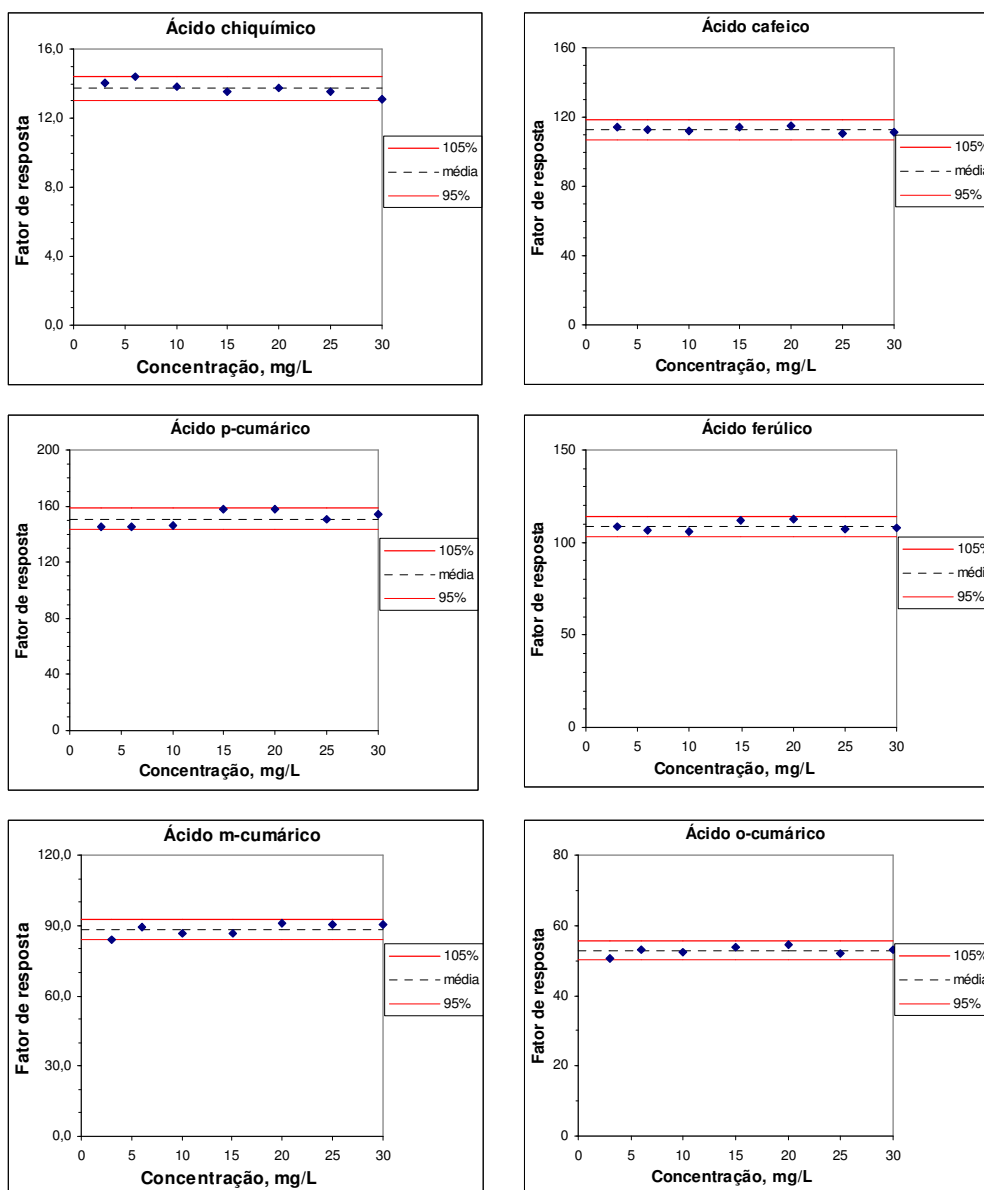 Ácido chiquímico
16,0
12,0
8,0
4,0
0,0
0 5 10 15 20 25 30
Fator de resposta
Concentração, mg/L
105%
média
95%
Ácido cafeico
160
120
80
40
0
0 5 10 15 20 25 30
Fator de resposta
Concentração, mg/L
105%
média
95%
Ácido p-cumárico
200
160
120
80
40
0
0 5 10 15 20 25 30
Fator de resposta
Concentração, mg/L
105%
média
95%
Ácido ferúlico
150
100
50
0
0 5 10 15 20 25 30
Fator de resposta
Concentração, mg/L
105%
média
95%
Ácido m-cumárico
120,0
90,0
60,0
30,0
0,0
0 5 10 15 20 25 30
Fator de resposta
Concentração, mg/L
105%
média
95%
Ácido o-cumárico
80
60
40
20
0
0 5 10 15 20 25 30
Fator de resposta
Concentração, mg/L
105%
média
95%